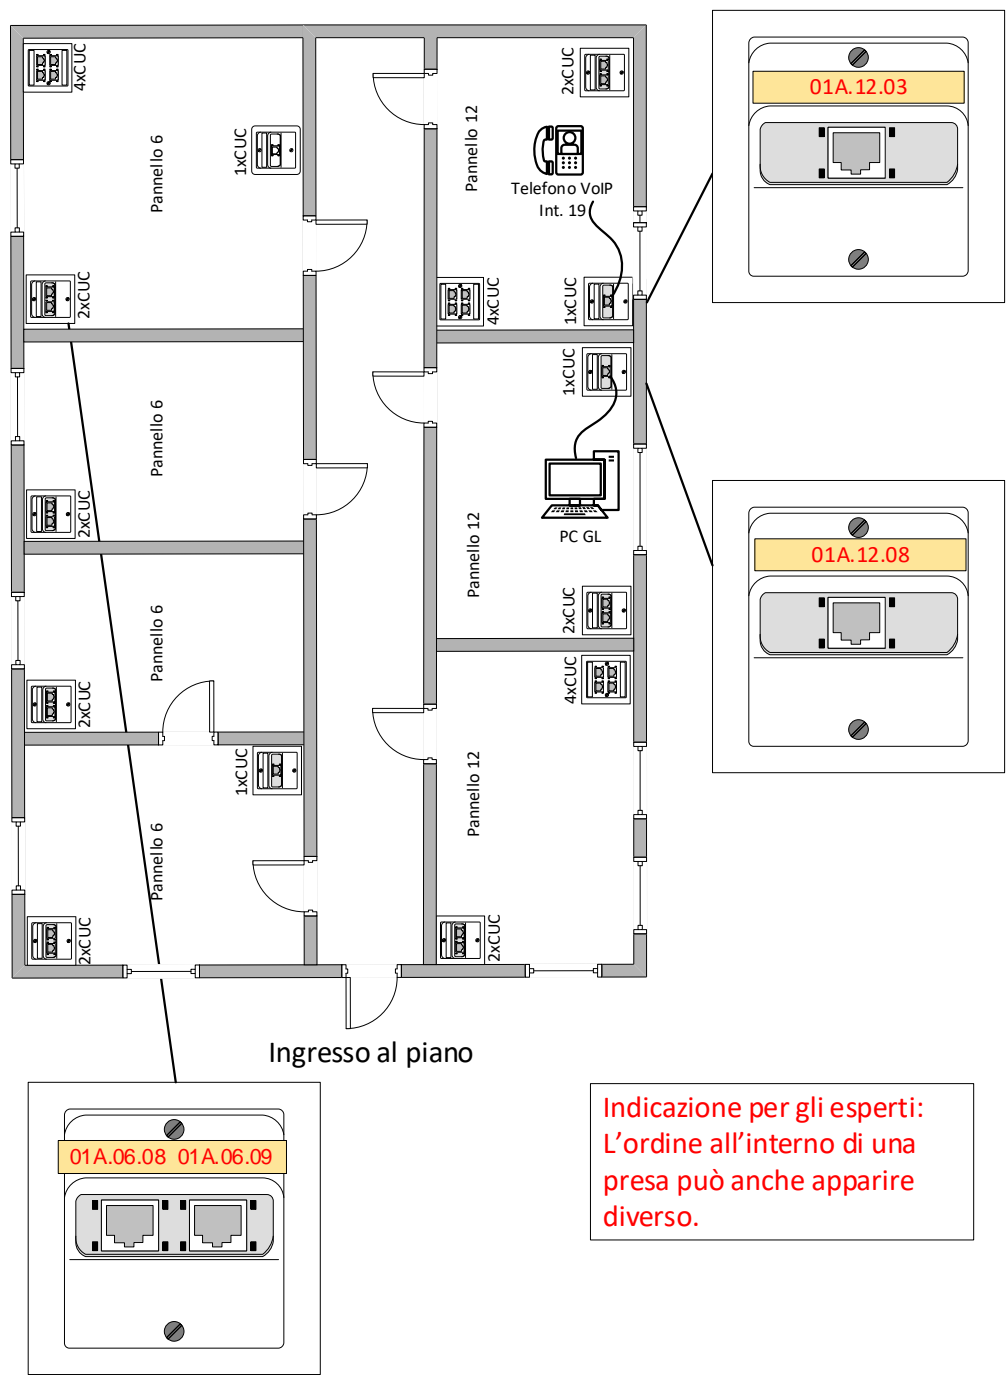 4xCUC
Pannello 6
1xCUC
2xCUC
Pannello 12
2xCUC
Telefono VoIP
Int. 19
4xCUC
1xCUC
01A.12.03
Pannello 6
2xCUC
1xCUC
PC GL
Pannello 12
2xCUC
01A.12.08
Pannello 6
2xCUC
4xCUC
Pannello 12
2xCUC
1xCUC
Pannello 6
2xCUC
Ingresso al piano
01A.06.08 01A.06.09
Indicazione per gli esperti:
L'ordine all'interno di una
presa può anche apparire
diverso.